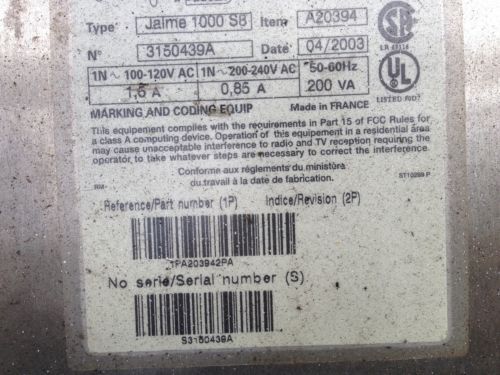 Type Jaime 1000 S8 Item A20394
N° 3150439A Date 04/2003
1N ~ 100-120V AC 1N ~ 200-240V AC 50-60Hz
1,6 A 0,85 A 200 VA
MARKING AND CODING EQUIP Made in FRANCE
LISTED
This equipment complies with the requirements in Part 15 of FCC Rules for
a class A computing device. Operation of this equipment in a residential area
may cause unacceptable interference to radio and TV reception requiring the
operator, to take whatever steps are necessary to correct the interference.
Conforme aux réglements du ministère
du travail à la date de fabrication.
Reference/Part number (1P) Indice/Revision (2P)
1PA203942PA
No serie/Serial number (S)
S3150439A